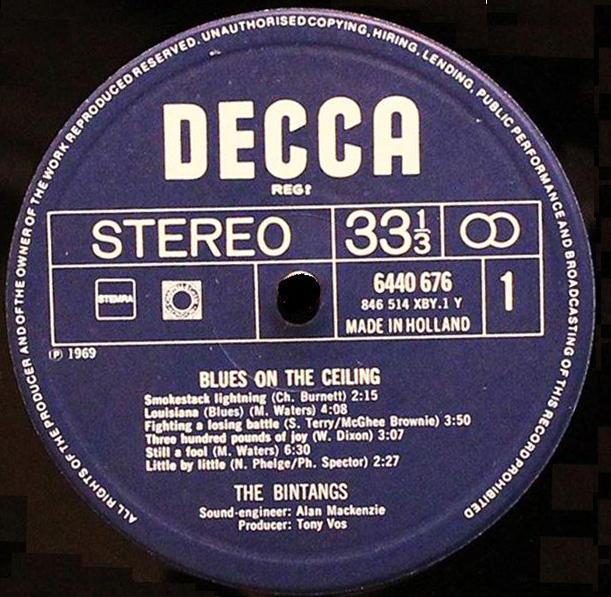 ALL RIGHTS OF THE PRODUCER AND OF THE OWNER OF THE WORK REPRODUCED RESERVED. UNAUTHORISED COPYING, HIRING, LENDING, PUBLIC PERFORMANCE AND BROADCASTING OF THIS RECORD PROHIBITED
DECCA
REGD
STEREO
33 1/3
STEMRA
6440 676
846 514 XBY.1 Y
MADE IN HOLLAND
1
Ⓟ 1969
BLUES ON THE CEILING
Smokestack lightning (Ch. Burnett) 2:15
Louisiana (Blues) (M. Waters) 4:08
Fighting a losing battle (S. Terry/McGhee Brownie) 3:50
Three hundred pounds of joy (W. Dixon) 3:07
Still a fool (M. Waters) 6:30
Little by little (N. Phelge/Ph. Spector) 2:27
THE BINTANGS
Sound-engineer: Alan Mackenzie
Producer: Tony Vos